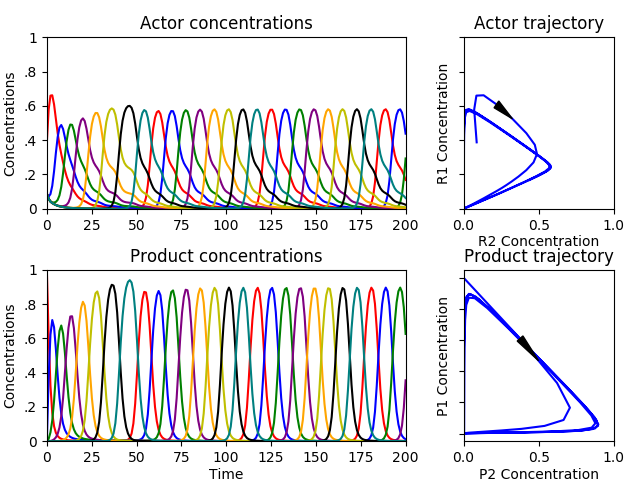 Actor concentrations
Concentrations
1
.8
.6
.4
.2
0
0 25 50 75 100 125 150 175 200
Actor trajectory
R1 Concentration
0.0 0.5 1.0
R2 Concentration
Product concentrations
Concentrations
1
.8
.6
.4
.2
0
0 25 50 75 100 125 150 175 200
Time
Product trajectory
P1 Concentration
0.0 0.5 1.0
P2 Concentration